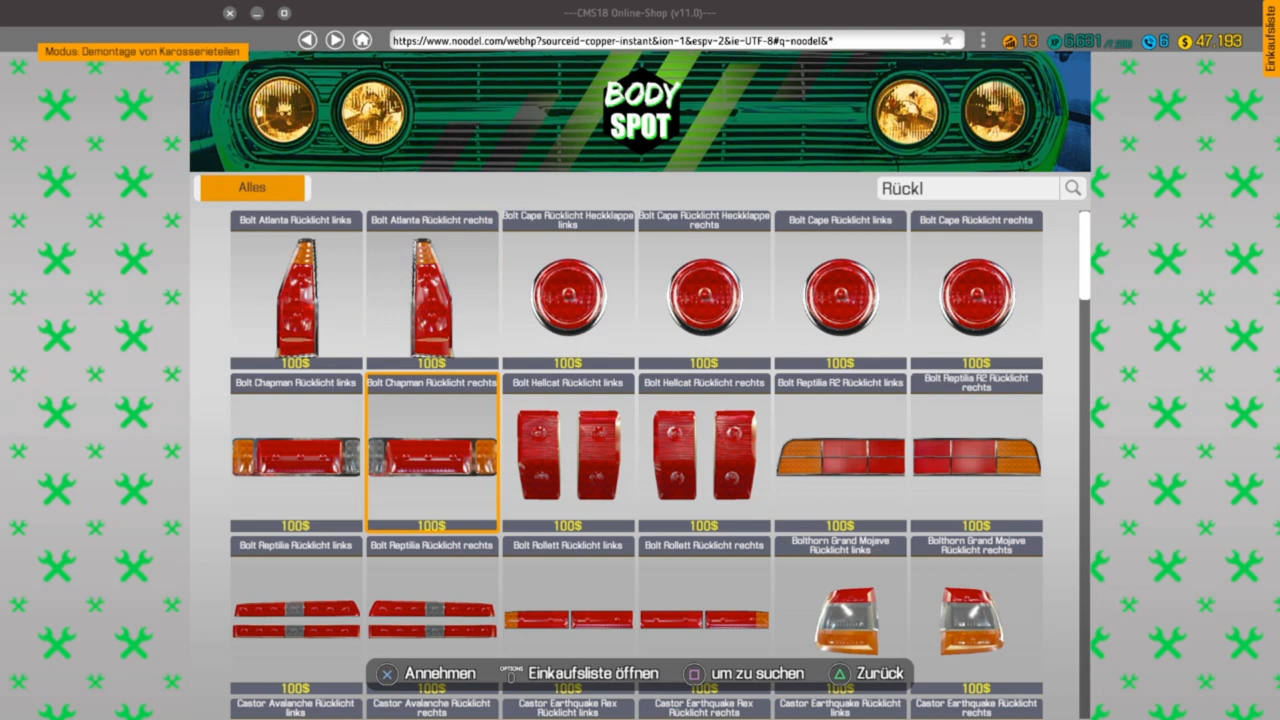 ---CMS18 Online-Shop (v11.0)---
Einkaufsliste
https://www.noodel.com/webhp?sourceid-copper-instant&ion-1&espv-2&ie-UTF-8#q-noodel&*
13
6,631
6
47,193
Modus: Demontage von Karosserieteilen
BODY
SPOT
Alles
Rückl
Bolt Atlanta Rücklicht links
Bolt Atlanta Rücklicht rechts
Bolt Cape Rücklicht Heckklappe
links
Bolt Cape Rücklicht Heckklappe
rechts
Bolt Cape Rücklicht links
Bolt Cape Rücklicht rechts
100$
100$
100$
100$
100$
100$
Bolt Chapman Rücklicht links
Bolt Chapman Rücklicht rechts
Bolt Hellcat Rücklicht links
Bolt Hellcat Rücklicht rechts
Bolt Reptilia R2 Rücklicht links
Bolt Reptilia R2 Rücklicht
rechts
100$
100$
100$
100$
100$
100$
Bolt Reptilia Rücklicht links
Bolt Reptilia Rücklicht rechts
Bolt Rollett Rücklicht links
Bolt Rollett Rücklicht rechts
Bolthorn Grand Mojave
Rücklicht links
Bolthorn Grand Mojave
Rücklicht rechts
Annehmen
OPTIONS
Einkaufsliste öffnen
um zu suchen
Zurück
100$
100$
100$
100$
100$
100$
Castor Avalanche Rücklicht
links
Castor Avalanche Rücklicht
rechts
Castor Earthquake Rex
Rücklicht links
Castor Earthquake Rex
Rücklicht rechts
Castor Earthquake Rücklicht
links
Castor Earthquake Rücklicht
rechts